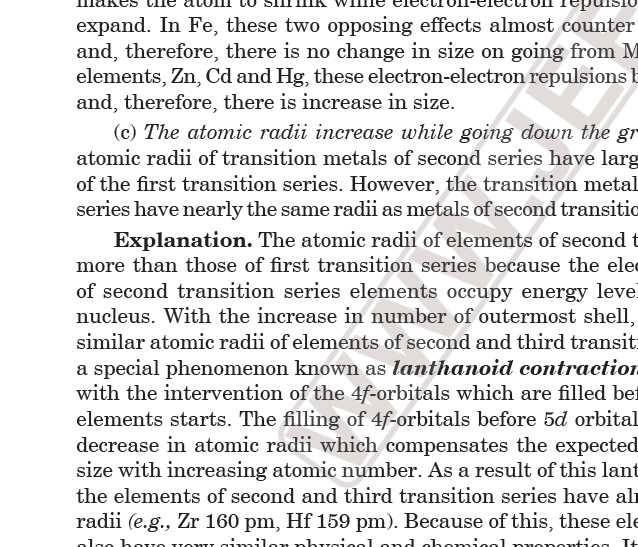 makes the atom to shrink while electron-electron
expand. In Fe, these two opposing effects almost counter
and, therefore, there is no change in size on going from M
elements, Zn, Cd and Hg, these electron-electron repulsions b
and, therefore, there is increase in size.
(c) The atomic radii increase while going down the gr
atomic radii of transition metals of second series have larg
of the first transition series. However, the transition metal
series have nearly the same radii as metals of second transitio
Explanation. The atomic radii of elements of second t
more than those of first transition series because the elec
of second transition series elements occupy energy leve
nucleus. With the increase in number of outermost shell,
similar atomic radii of elements of second and third transiti
a special phenomenon known as lanthanoid contraction
with the intervention of the 4f-orbitals which are filled bef
elements starts. The filling of 4f-orbitals before 5d orbital
decrease in atomic radii which compensates the expected
size with increasing atomic number. As a result of this lant
the elements of second and third transition series have alm
radii (e.g., Zr 160 pm, Hf 159 pm). Because of this, these ele
also have very similar physical and chemical properties. It
WWW.JEE